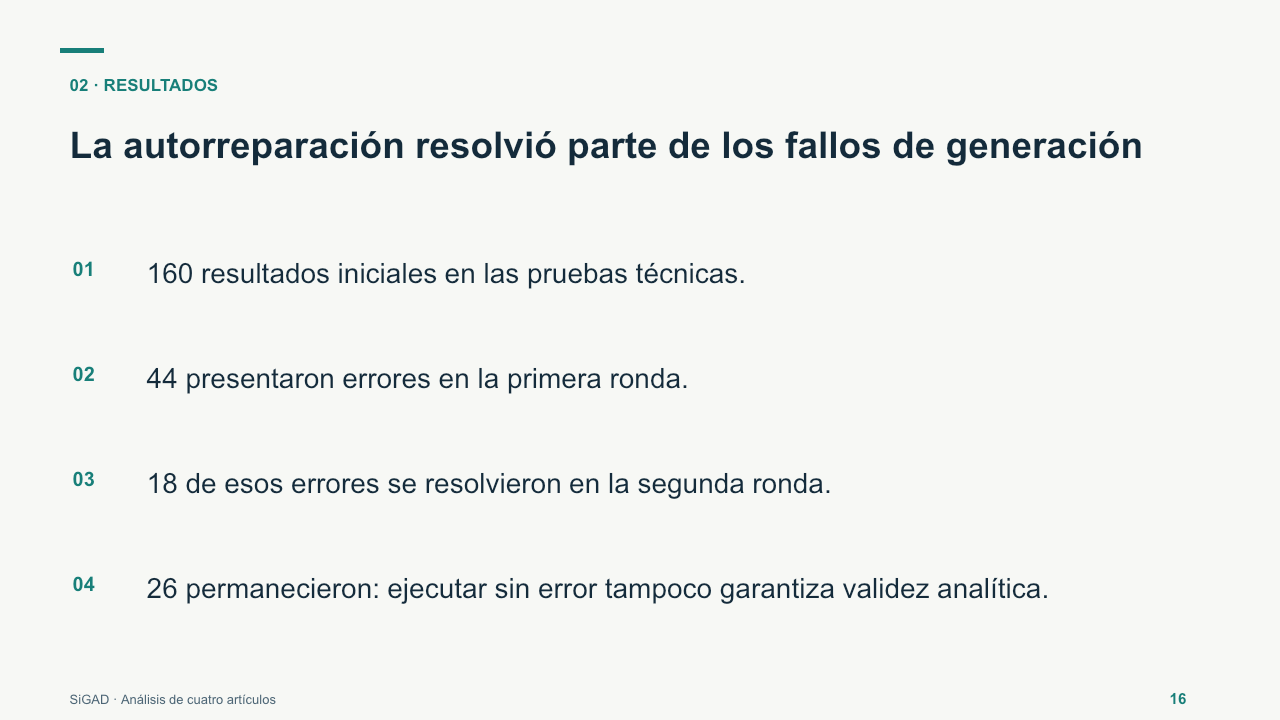 02 · RESULTADOS
La autorreparación resolvió parte de los fallos de generación
01 160 resultados iniciales en las pruebas técnicas.
02 44 presentaron errores en la primera ronda.
03 18 de esos errores se resolvieron en la segunda ronda.
04 26 permanecieron: ejecutar sin error tampoco garantiza validez analítica.
SiGAD · Análisis de cuatro artículos
16